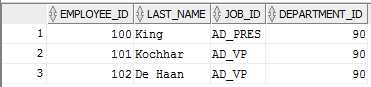 EMPLOYEE_ID LAST_NAME JOB_ID DEPARTMENT_ID
1 100 King AD_PRES 90
2 101 Kochhar AD_VP 90
3 102 De Haan AD_VP 90